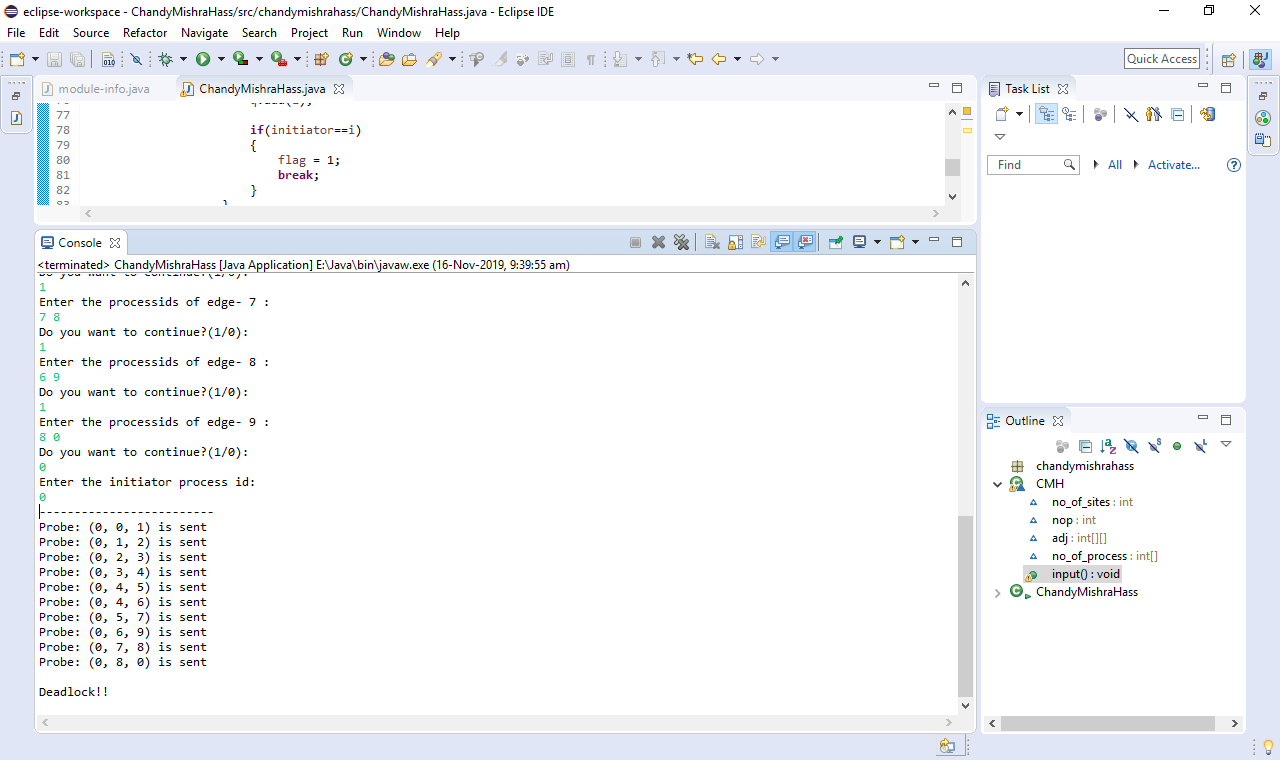 eclipse-workspace - ChandyMishraHass/src/chandymishrahass/ChandyMishraHass.java - Eclipse IDE
File Edit Source Refactor Navigate Search Project Run Window Help
Quick Access
module-info.java ChandyMishraHass.java
77
78 if(initiator==i)
79 {
80 flag = 1;
81 break;
82 }
83 }
Console
<terminated> ChandyMishraHass [Java Application] E:\Java\bin\javaw.exe (16-Nov-2019, 9:39:55 am)
Do you want to continue?(1/0):
1
Enter the processids of edge- 7 :
7 8
Do you want to continue?(1/0):
1
Enter the processids of edge- 8 :
6 9
Do you want to continue?(1/0):
1
Enter the processids of edge- 9 :
8 0
Do you want to continue?(1/0):
0
Enter the initiator process id:
0
-------------------------
Probe: (0, 0, 1) is sent
Probe: (0, 1, 2) is sent
Probe: (0, 2, 3) is sent
Probe: (0, 3, 4) is sent
Probe: (0, 4, 5) is sent
Probe: (0, 4, 6) is sent
Probe: (0, 5, 7) is sent
Probe: (0, 6, 9) is sent
Probe: (0, 7, 8) is sent
Probe: (0, 8, 0) is sent
Deadlock!!
Task List
Find All Activate...
Outline
chandymishrahass
CMH
no_of_sites : int
nop : int
adj : int[][]
no_of_process : int[]
input() : void
ChandyMishraHass